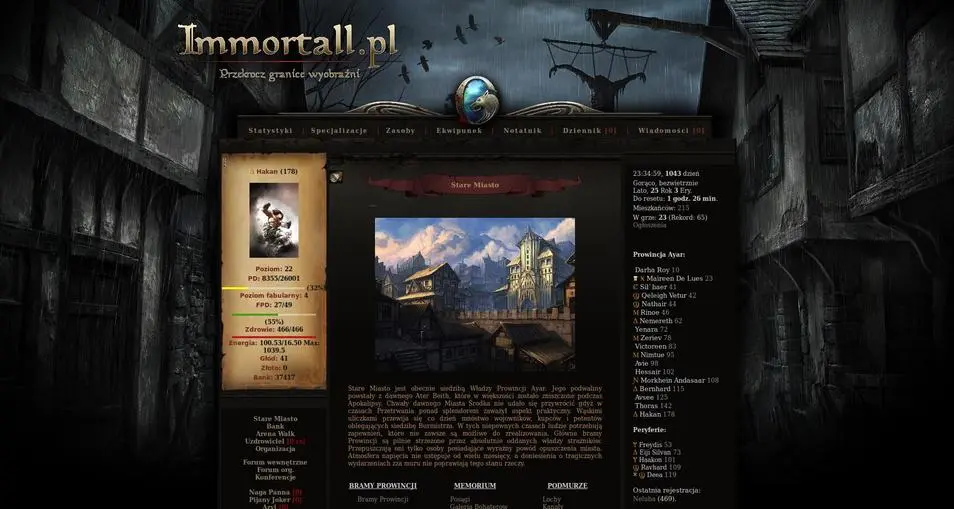 Immortall.pl
Przekrocz granice wyobraźni
Statystyki | Specjalizacje | Zasoby | Ekwipunek | Notatnik | Dziennik [0] | Wiadomości [0]
Hakan (178)
Poziom: 22
PD: 8355/26001
(32%)
Poziom fabularny: 4
FPD: 27/49
(55%)
Zdrowie: 466/466
Energia: 100.53/16.50 Max:
1039.5
Głód: 41
Złoto: 0
Bank: 37417
Stare Miasto
Bank
Arena Walk
Uzdrowiciel
Organizacja
Forum wewnętrzne
Forum org.
Konferencje
Naga Panna [0]
Pijany Joker [0]
Stare Miasto
Stare Miasto jest obecnie siedzibą Władzy Prowincji Ayar. Jego podwaliny
powstały z dawnego Ater Beith, które w większości zostało zniszczone podczas
Apokalipsy. Chwały dawnego Miasta Środka nie udało się przywrócić gdyż w
czasach Przetrwania ponad splendorem zaważył aspekt praktyczny. Wąskimi
uliczkami przewija się co dzień mnóstwo wojowników, kupców i petentów
oblegających siedzibę Burmistrza. W tych niepewnych czasach ludzie potrzebują
zapewnień, które nie zawsze są możliwe do zrealizowania. Główne bramy
Prowincji są pilnie strzeżone przez absolutnie oddanych władzy strażników.
Przepuszczają oni tylko osoby posiadające wyraźny powód opuszczenia miasta.
Atmosfera napięcia nie ustępuje od wielu miesięcy, a doniesienia o tragicznych
wydarzeniach zza muru nie poprawiają tego stanu rzeczy.
BRAMY PROWINCJI
Bramy Prowincji
MEMORIUM
Posągi
Galeria Bohaterów
PODMURZE
Lochy
Kanały
23:34:59, 1043 dzień
Gorąco, bezwietrznie
Lato, 25 Rok 3 Ery.
Do resetu: 1 godz. 26 min.
Mieszkańców: 215
W grze: 23 (Rekord: 65)
Ogłoszenia
Prowincja Ayar:
Darha Roy 10
Maireen De Lues 23
Sil`haer 41
Qeleigh Vetur 42
Nathair 44
Rinoe 46
Nemereth 62
Yenara 72
Zeriev 78
Victoreen 83
Nimtue 95
Avie 98
Hessair 102
Morkhein Andasaar 108
Bernhard 115
Avsee 125
Thoras 142
Hakan 178
Peryferie:
Freydis 53
Eiji Silvan 73
Haskon 101
Ravhard 109
Deea 119
Ostatnia rejestracja:
Neluba (469).